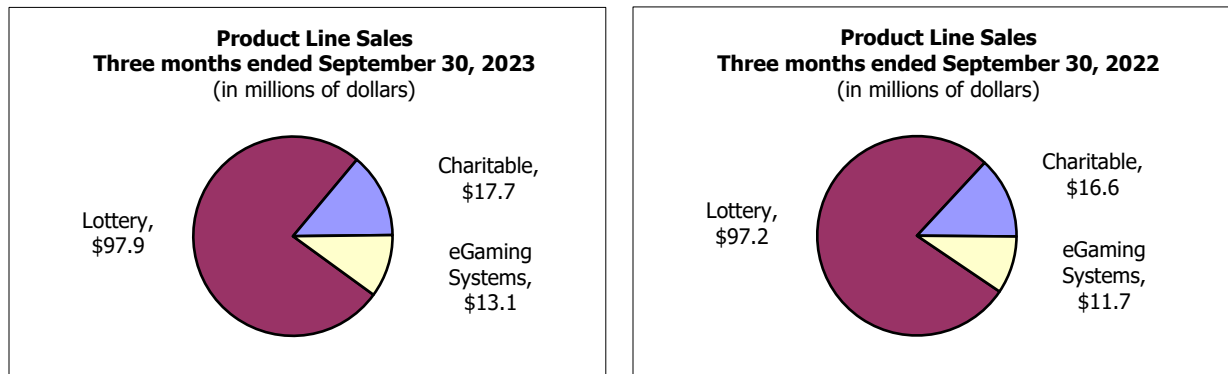 Product Line Sales
Three months ended September 30, 2023
(in millions of dollars)
Charitable,
$17.7
Lottery,
$97.9
eGaming
Systems,
$13.1
Product Line Sales
Three months ended September 30, 2022
(in millions of dollars)
Charitable,
$16.6
Lottery,
$97.2
eGaming
Systems,
$11.7